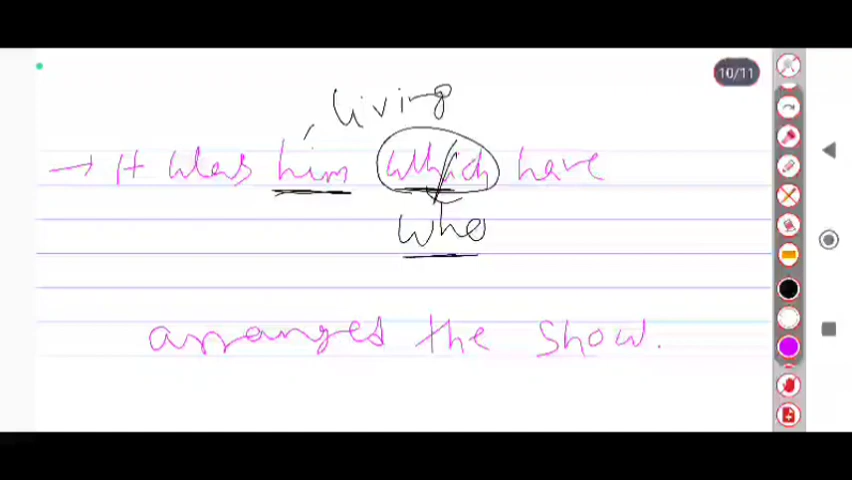 10/11
living
→ It was him which have
who
arranged the show.